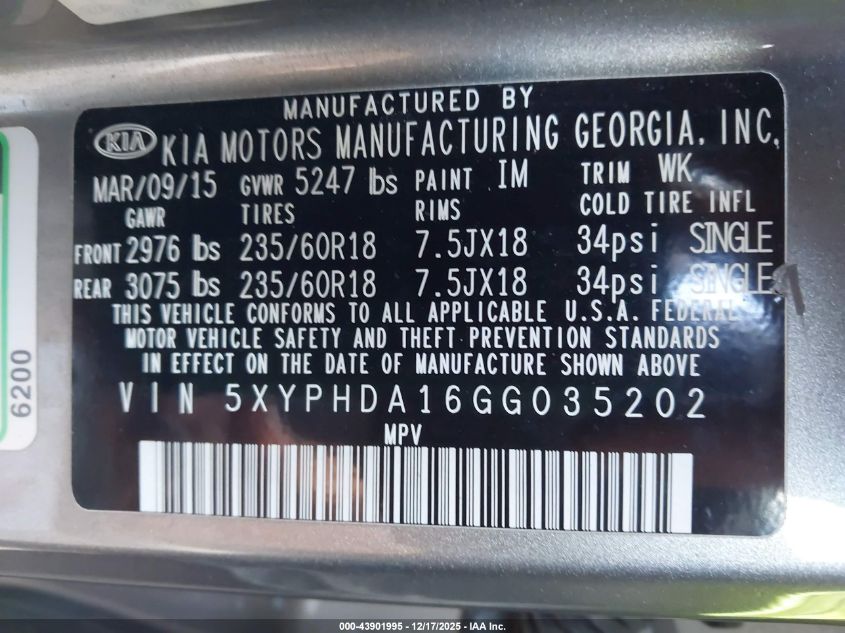 MANUFACTURED BY
KIA KIA MOTORS MANUFACTURING GEORGIA, INC.
MAR/09/15 GVWR 5247 lbs PAINT IM TRIM WK
GAWR TIRES RIMS COLD TIRE INFL
FRONT 2976 lbs 235/60R18 7.5JX18 34psi SINGLE
REAR 3075 lbs 235/60R18 7.5JX18 34psi SINGLE
THIS VEHICLE CONFORMS TO ALL APPLICABLE U.S.A. FEDERAL
MOTOR VEHICLE SAFETY AND THEFT PREVENTION STANDARDS
IN EFFECT ON THE DATE OF MANUFACTURE SHOWN ABOVE
VIN 5XYPHDA16GG035202
MPV
6200
000-43901995 - 12/17/2025 - IAA Inc.